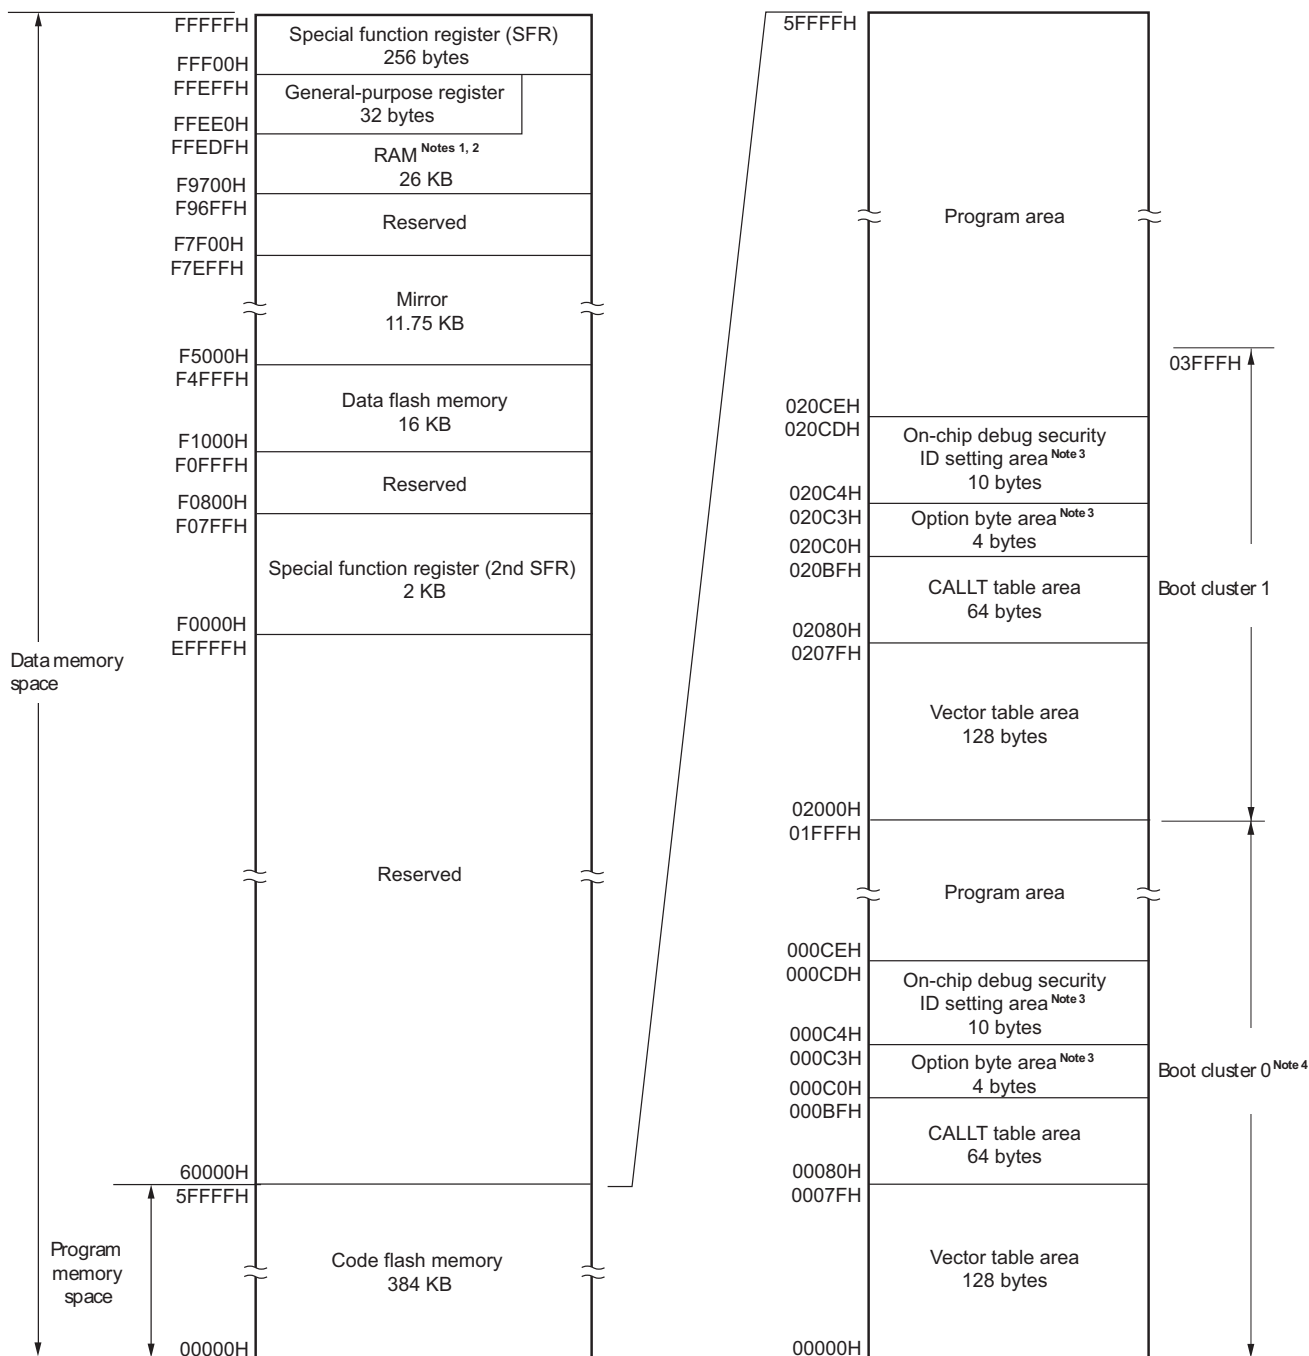 FFFFFH
Special function register (SFR)
256 bytes
FFF00H
FFEFFH
General-purpose register
32 bytes
FFEE0H
FFEDFH
RAM Notes 1, 2
26 KB
F9700H
F96FFH
Reserved
F7F00H
F7EFFH
Mirror
11.75 KB
F5000H
F4FFFH
Data flash memory
16 KB
F1000H
F0FFFH
Reserved
F0800H
F07FFH
Special function register (2nd SFR)
2 KB
F0000H
EFFFFH
Data memory
space
Reserved
60000H
5FFFFH
Program
memory
space
Code flash memory
384 KB
00000H
5FFFFH
Program area
03FFFH
020CEH
020CDH
On-chip debug security
ID setting area Note 3
10 bytes
020C4H
020C3H
Option byte area Note 3
4 bytes
020C0H
020BFH
CALLT table area
64 bytes
Boot cluster 1
02080H
0207FH
Vector table area
128 bytes
02000H
01FFFH
Program area
000CEH
000CDH
On-chip debug security
ID setting area Note 3
10 bytes
000C4H
000C3H
Option byte area Note 3
4 bytes
Boot cluster 0 Note 4
000C0H
000BFH
CALLT table area
64 bytes
00080H
0007FH
Vector table area
128 bytes
00000H